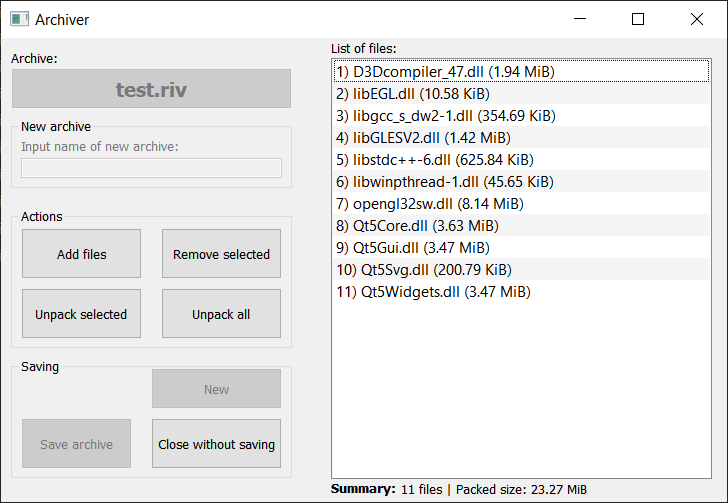 Archiver
Archive:
test.riv
New archive
Input name of new archive:
Actions
Add files
Remove selected
Unpack selected
Unpack all
Saving
New
Save archive
Close without saving
List of files:
1) D3Dcompiler_47.dll (1.94 MiB)
2) libEGL.dll (10.58 KiB)
3) libgcc_s_dw2-1.dll (354.69 KiB)
4) libGLESV2.dll (1.42 MiB)
5) libstdc++-6.dll (625.84 KiB)
6) libwinpthread-1.dll (45.65 KiB)
7) opengl32sw.dll (8.14 MiB)
8) Qt5Core.dll (3.63 MiB)
9) Qt5Gui.dll (3.47 MiB)
10) Qt5Svg.dll (200.79 KiB)
11) Qt5Widgets.dll (3.47 MiB)
Summary: 11 files | Packed size: 23.27 MiB